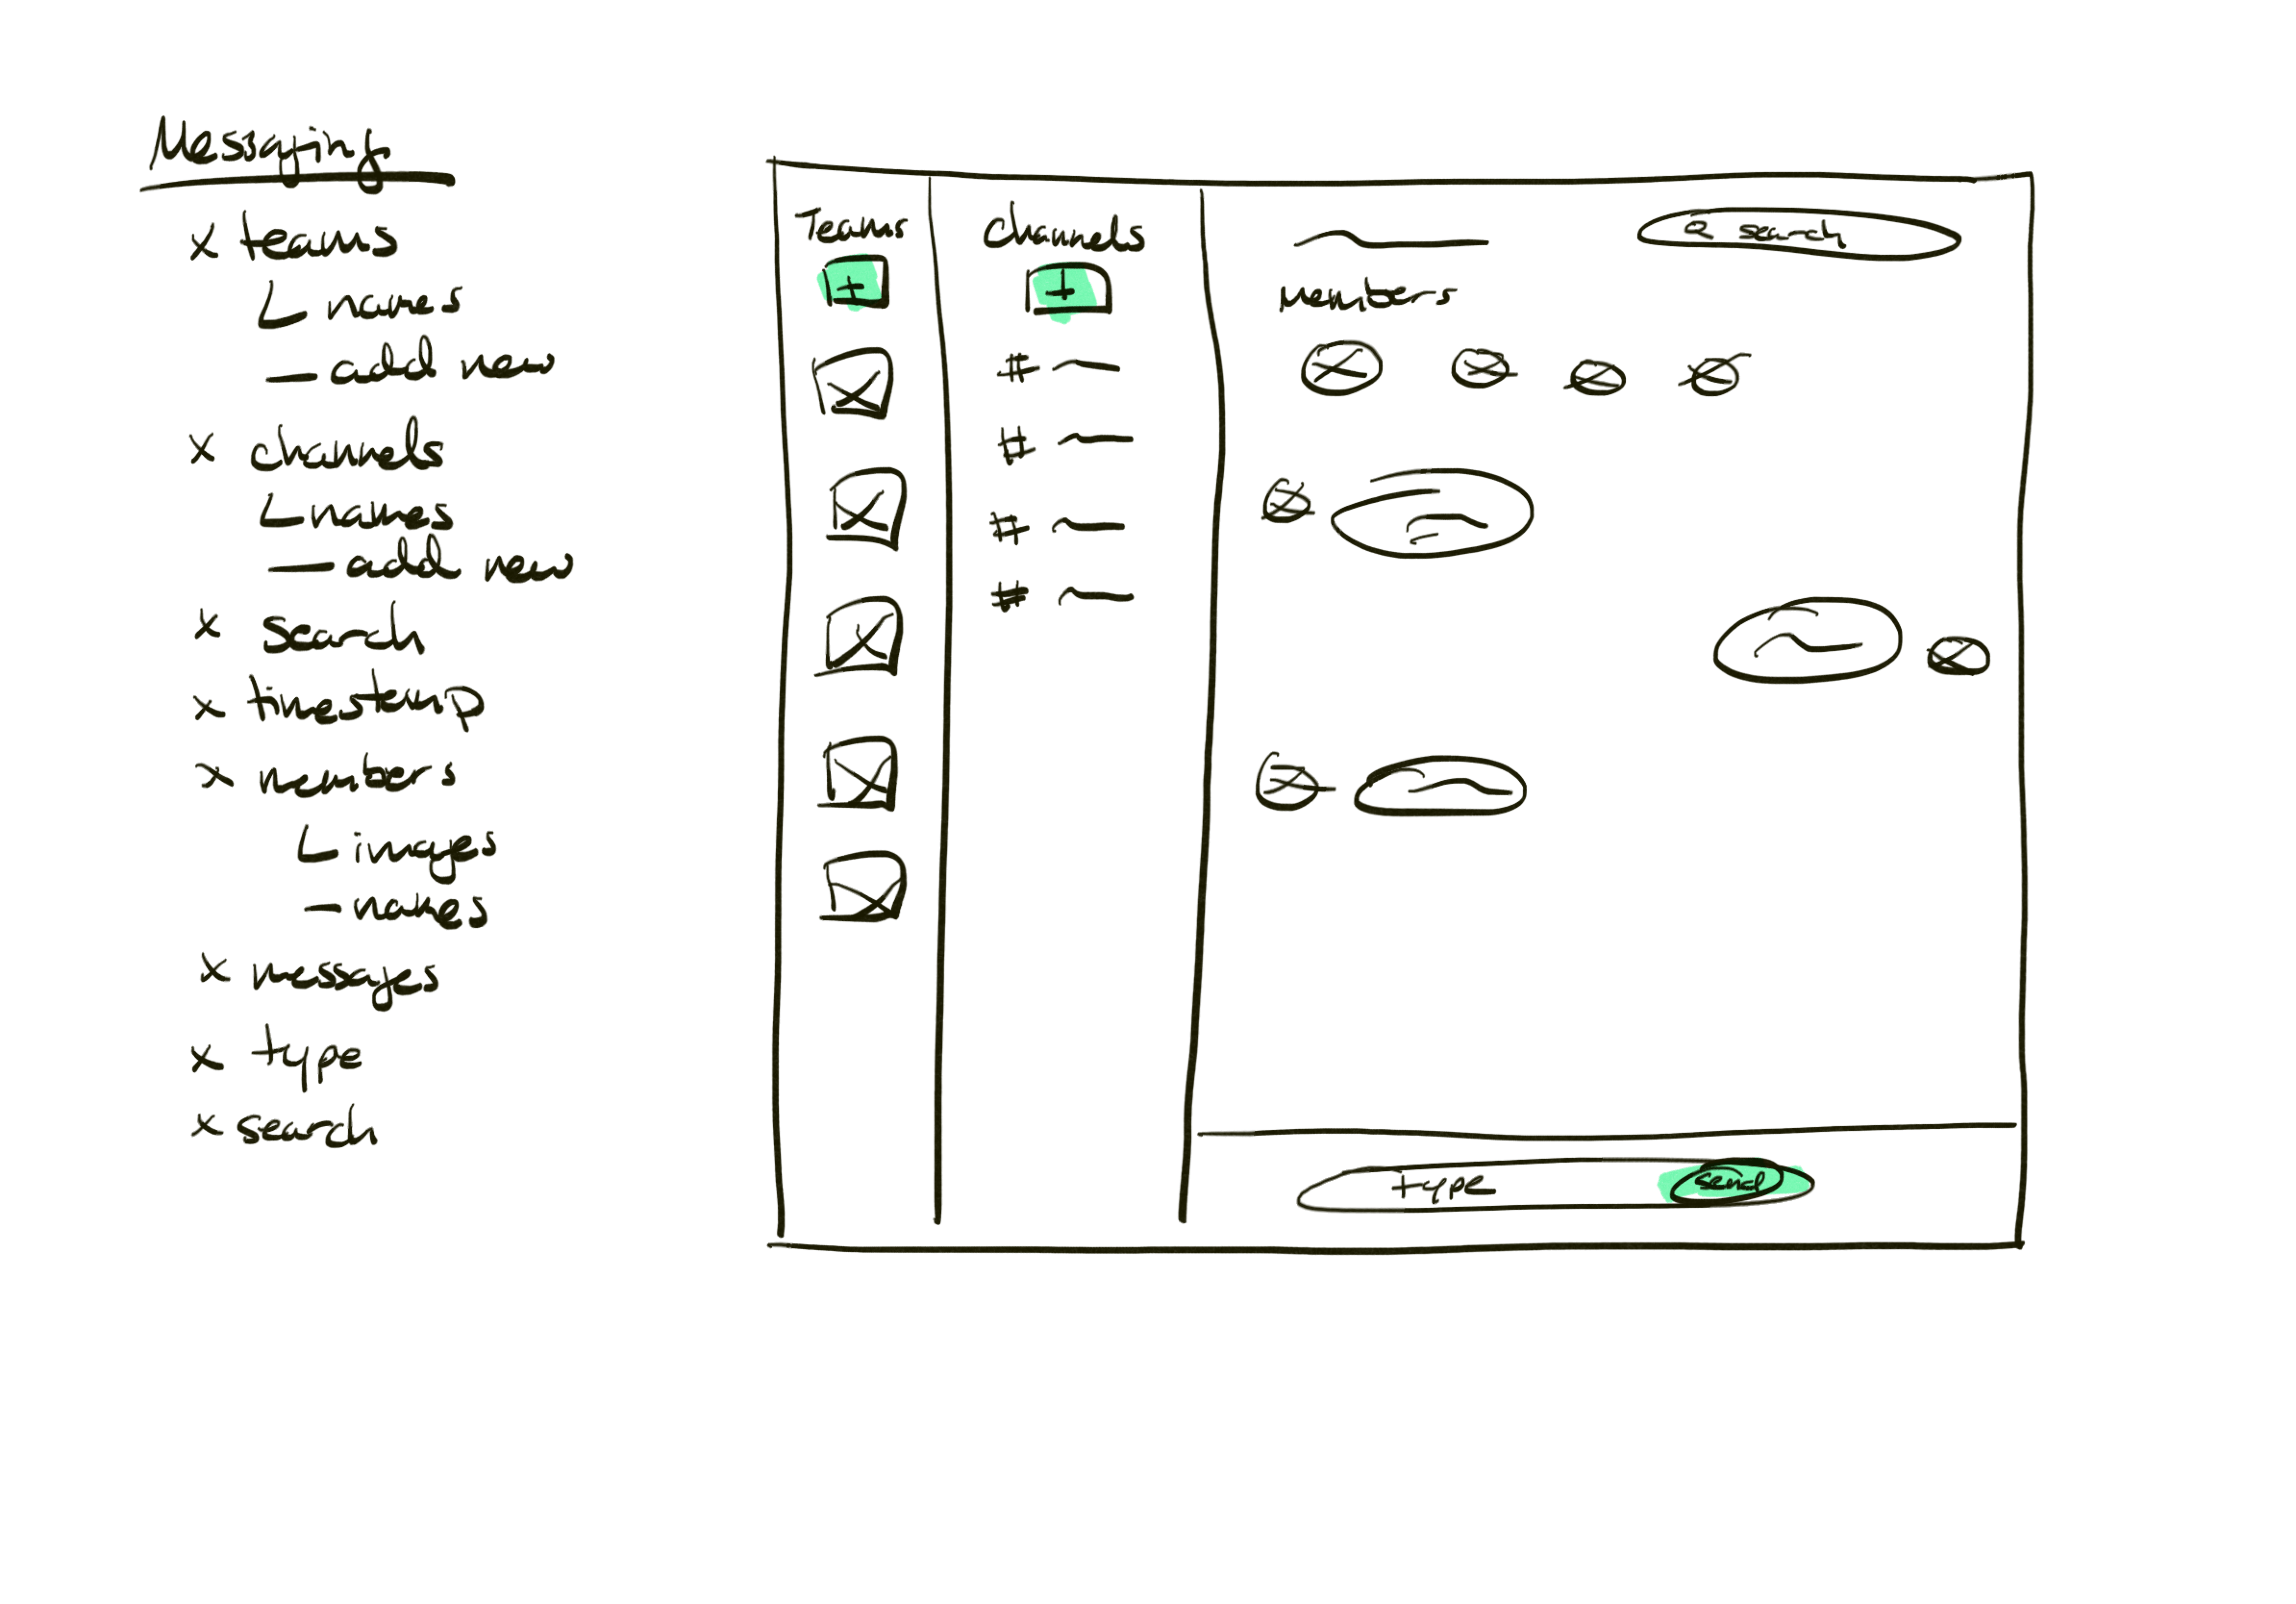 Messaging
x teams
L names
- add new
x channels
L names
- add new
x search
x timestamp
x members
L images
- names
x messages
x type
x search
Teams
+
Channels
+
#
#
#
#
search
Members
type
send